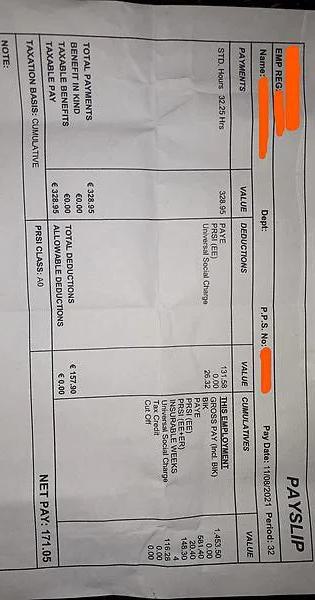 PAYSLIP
EMP REG:
Name: Dept: P.P.S. No: Pay Date: 11/08/2021 Period: 32
PAYMENTS VALUE DEDUCTIONS VALUE CUMULATIVES VALUE
STD. Hours 32.25 Hrs 328.95 PAYE 131.58 THIS EMPLOYMENT
PRSI (EE) 0.00 GROSS PAY (Incl. BIK) 1,453.50
Universal Social Charge 26.32 BIK 0.00
PAYE 581.40
PRSI (EE) 20.40
PRSI (EE+ER) 148.30
INSURABLE WEEKS 4
Universal Social Charge 116.28
Tax Credit 0.00
Cut Off 0.00
TOTAL PAYMENTS € 328.95 TOTAL DEDUCTIONS € 157.90
BENEFIT IN KIND €0.00 ALLOWABLE DEDUCTIONS € 0.00
TAXABLE BENEFITS €0.00
TAXABLE PAY € 328.95
TAXATION BASIS: CUMULATIVE PRSI CLASS: A0 NET PAY: 171.05
NOTE: